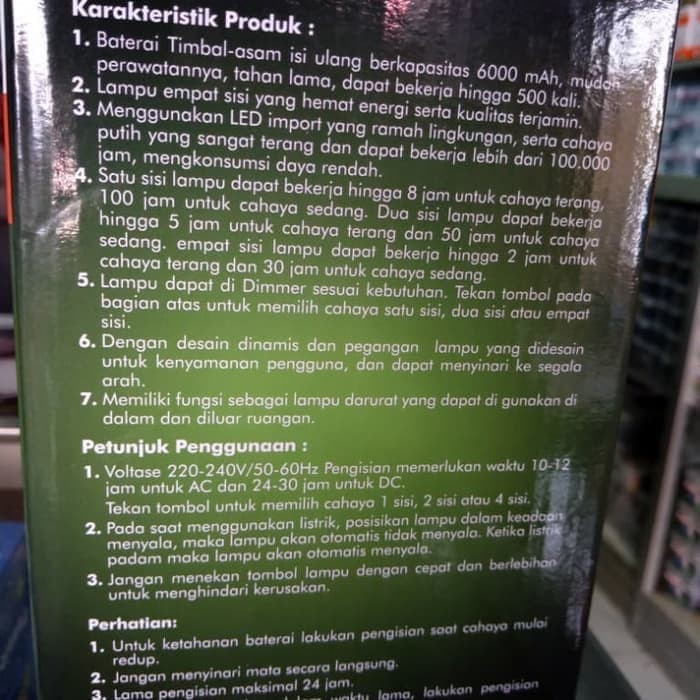 Karakteristik Produk :
1. Baterai Timbal-asam isi ulang berkapasitas 6000 mAh, mudah
perawatannya, tahan lama, dapat bekerja hingga 500 kali.
2. Lampu empat sisi yang hemat energi serta kualitas terjamin.
3. Menggunakan LED import yang ramah lingkungan, serta cahaya
putih yang sangat terang dan dapat bekerja lebih dari 100.000
jam, mengkonsumsi daya rendah.
4. Satu sisi lampu dapat bekerja hingga 8 jam untuk cahaya terang,
100 jam untuk cahaya sedang. Dua sisi lampu dapat bekerja
hingga 5 jam untuk cahaya terang dan 50 jam untuk cahaya
sedang. empat sisi lampu dapat bekerja hingga 2 jam untuk
cahaya terang dan 30 jam untuk cahaya sedang.
5. Lampu dapat di Dimmer sesuai kebutuhan. Tekan tombol pada
bagian atas untuk memilih cahaya satu sisi, dua sisi atau empat
sisi.
6. Dengan desain dinamis dan pegangan lampu yang didesain
untuk kenyamanan pengguna, dan dapat menyinari ke segala
arah.
7. Memiliki fungsi sebagai lampu darurat yang dapat di gunakan di
dalam dan diluar ruangan.
Petunjuk Penggunaan :
1. Voltase 220-240V/50-60Hz Pengisian memerlukan waktu 10-12
jam untuk AC dan 24-30 jam untuk DC.
Tekan tombol untuk memilih cahaya 1 sisi, 2 sisi atau 4 sisi.
2. Pada saat menggunakan listrik, posisikan lampu dalam keadaan
menyala, maka lampu akan otomatis tidak menyala. Ketika listrik
padam maka lampu akan otomatis menyala.
3. Jangan menekan tombol lampu dengan cepat dan berlebihan
untuk menghindari kerusakan.
Perhatian:
1. Untuk ketahanan baterai lakukan pengisian saat cahaya mulai
redup.
2. Jangan menyinari mata secara langsung.
3. Lama pengisian maksimal 24 jam.
waktu lama, lakukan pengisian